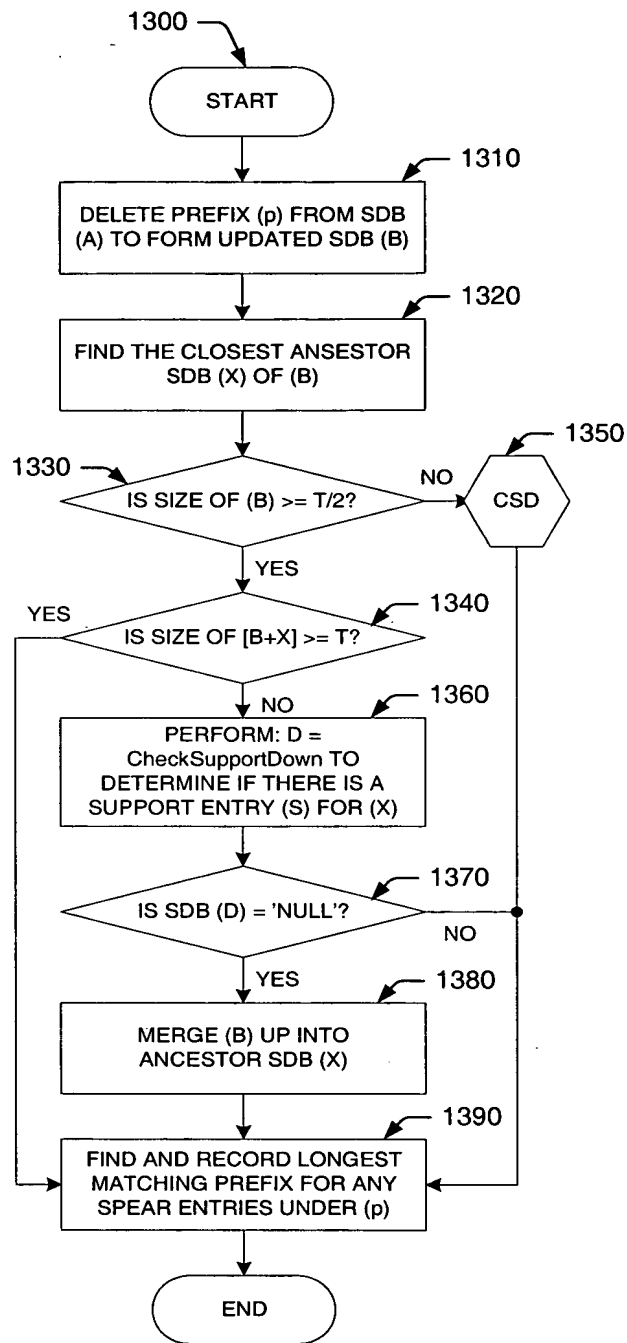 1300
START
1310
DELETE PREFIX (p) FROM SDB
(A) TO FORM UPDATED SDB (B)
1320
FIND THE CLOSEST ANSESTOR
SDB (X) OF (B)
1330
1350
IS SIZE OF (B) >= T/2?
NO
CSD
YES
YES
1340
IS SIZE OF [B+X] >= T?
NO
1360
PERFORM: D =
CheckSupportDown TO
DETERMINE IF THERE IS A
SUPPORT ENTRY (S) FOR (X)
1370
IS SDB (D) = 'NULL'?
NO
YES
1380
MERGE (B) UP INTO
ANCESTOR SDB (X)
1390
FIND AND RECORD LONGEST
MATCHING PREFIX FOR ANY
SPEAR ENTRIES UNDER (p)
END